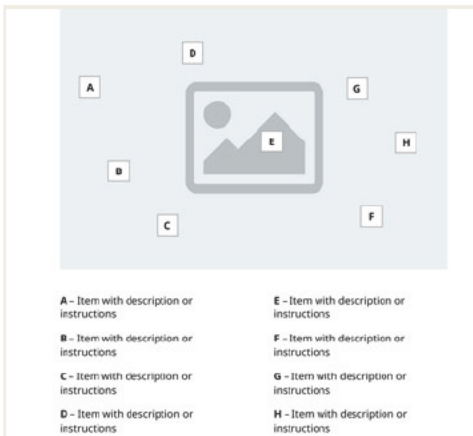 D
A
G
E
H
B
F
C
A – Item with description or
instructions
B – Item with description or
instructions
C – Item with description or
instructions
D – Item with description or
instructions
E – Item with description or
instructions
F – Item with description or
instructions
G – Item with description or
instructions
H – Item with description or
instructions